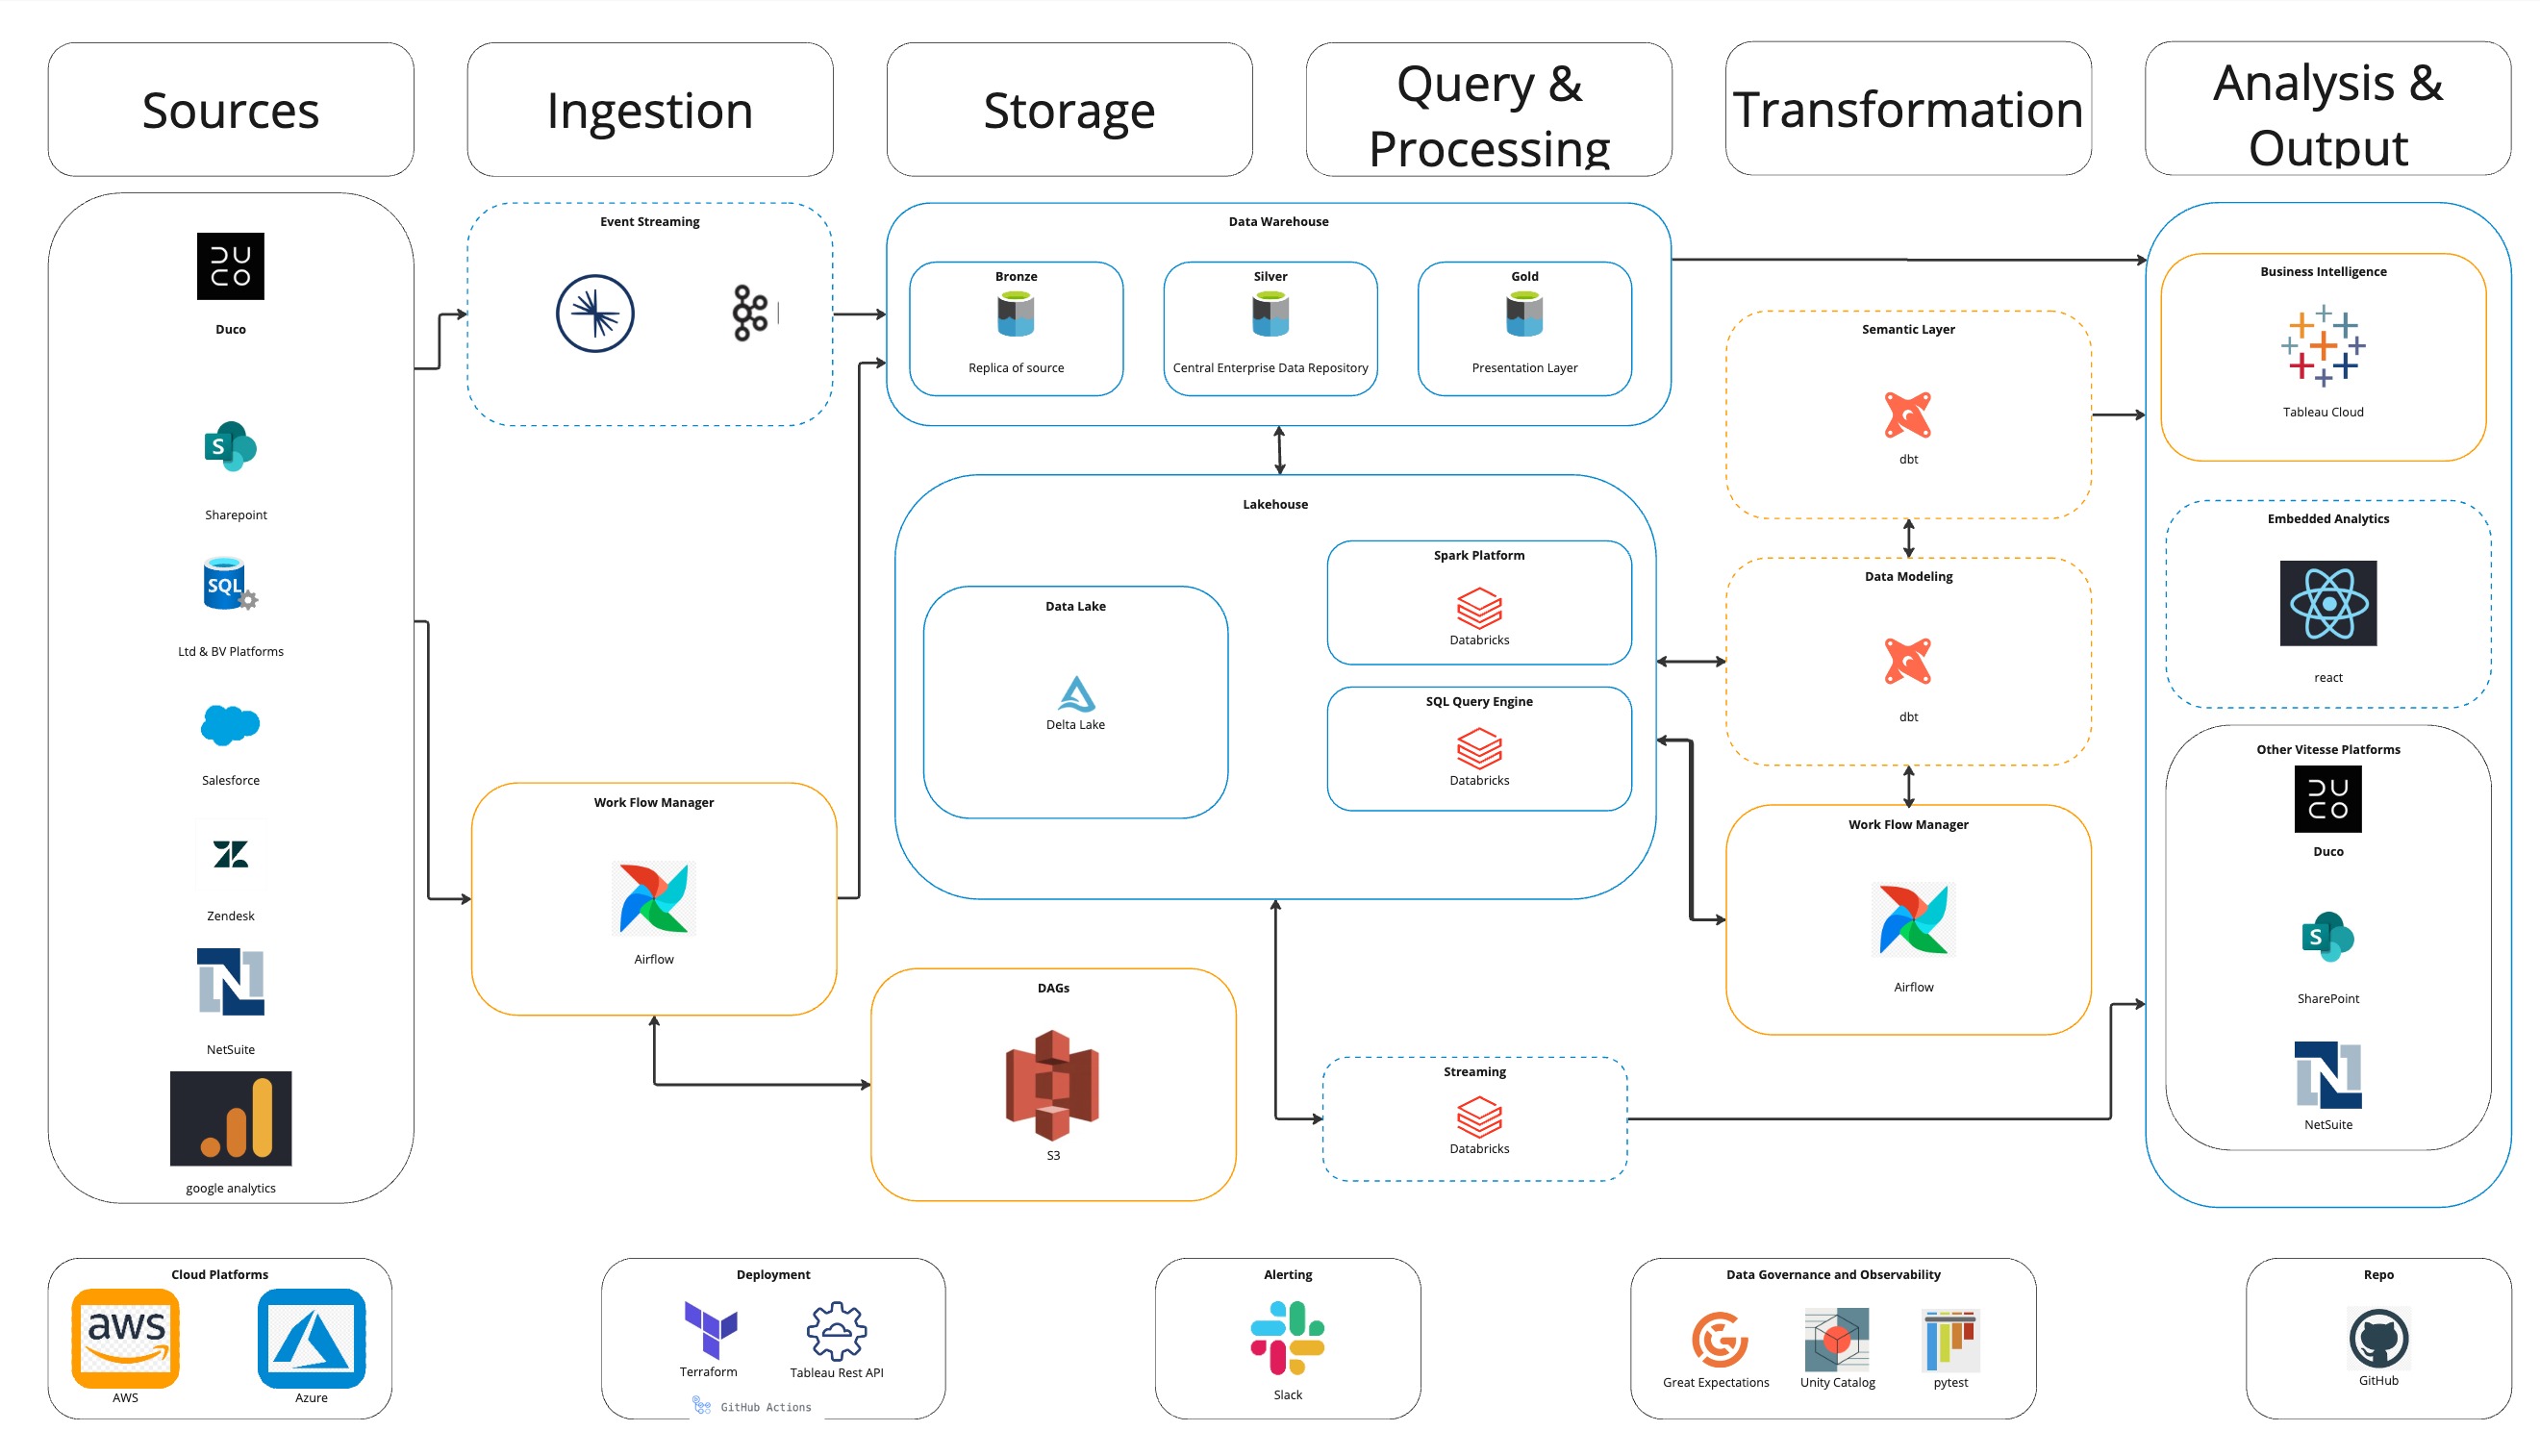 Sources
Ingestion
Storage
Query &
Processing
Transformation
Analysis &
Output
DU
CO
Duco
S
Sharepoint
SQL
Ltd & BV Platforms
Salesforce
Zendesk
NetSuite
google analytics
Event Streaming
Work Flow Manager
Airflow
DAGs
S3
Data Warehouse
Bronze
Replica of source
Silver
Central Enterprise Data Repository
Gold
Presentation Layer
Lakehouse
Data Lake
Delta Lake
Spark Platform
Databricks
SQL Query Engine
Databricks
Streaming
Databricks
Semantic Layer
dbt
Data Modeling
dbt
Work Flow Manager
Airflow
Business Intelligence
Tableau Cloud
Embedded Analytics
react
Other Vitesse Platforms
DU
CO
Duco
S
SharePoint
N
NetSuite
Cloud Platforms
aws
AWS
Azure
Deployment
Terraform
Tableau Rest API
GitHub Actions
Alerting
Slack
Data Governance and Observability
Great Expectations
Unity Catalog
pytest
Repo
GitHub